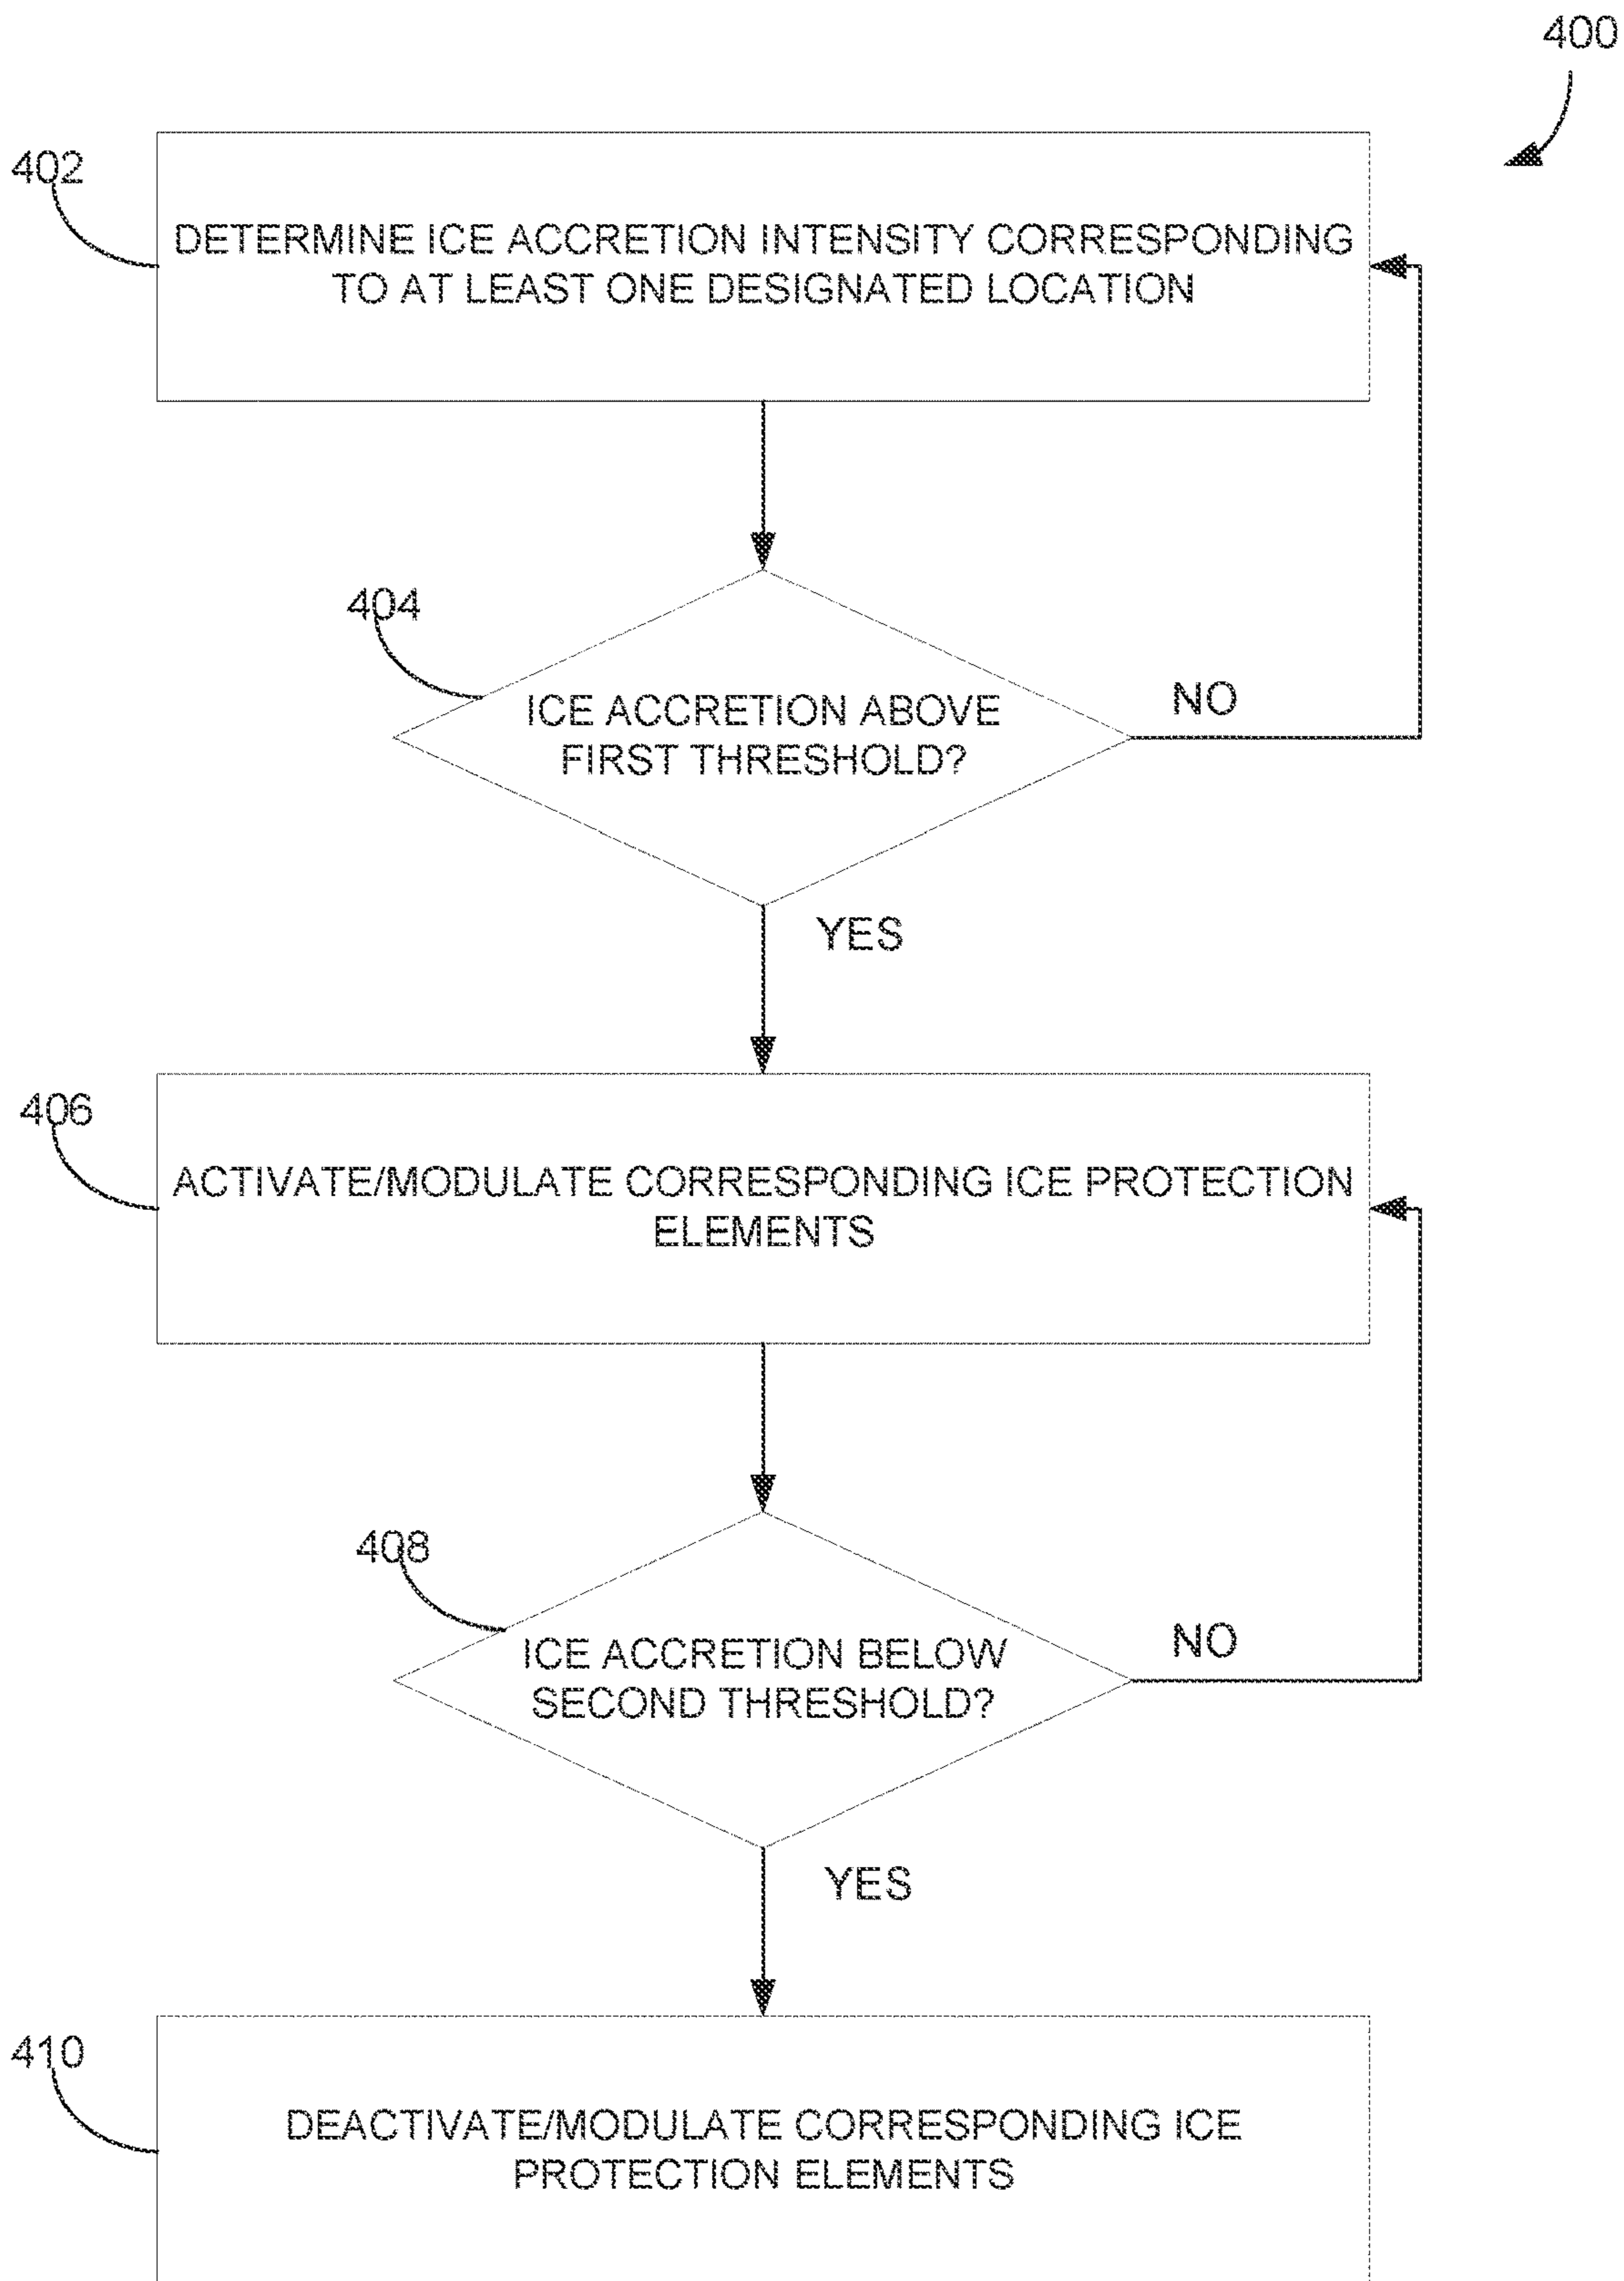 400
402
DETERMINE ICE ACCRETION INTENSITY CORRESPONDING
TO AT LEAST ONE DESIGNATED LOCATION
404
ICE ACCRETION ABOVE
FIRST THRESHOLD?
NO
YES
406
ACTIVATE/MODULATE CORRESPONDING ICE PROTECTION
ELEMENTS
408
ICE ACCRETION BELOW
SECOND THRESHOLD?
NO
YES
410
DEACTIVATE/MODULATE CORRESPONDING ICE
PROTECTION ELEMENTS